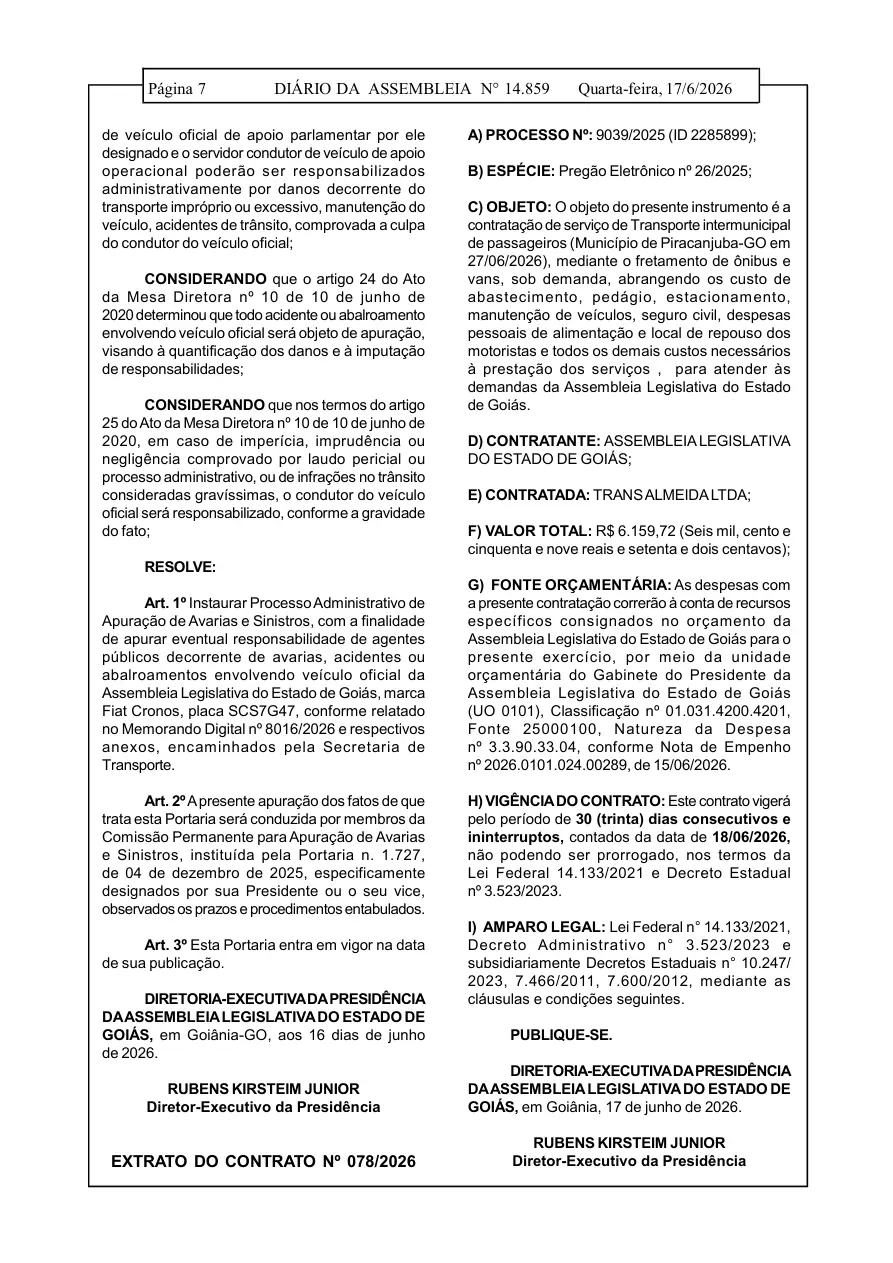 Página 7 DIÁRIO DA ASSEMBLEIA N° 14.859 Quarta-feira, 17/6/2026
de veículo oficial de apoio parlamentar por ele
designado e o servidor condutor de veículo de apoio
operacional poderão ser responsabilizados
administrativamente por danos decorrente do
transporte impróprio ou excessivo, manutenção do
veículo, acidentes de trânsito, comprovada a culpa
do condutor do veículo oficial;
CONSIDERANDO que o artigo 24 do Ato
da Mesa Diretora nº 10 de 10 de junho de
2020 determinou que todo acidente ou abalroamento
envolvendo veículo oficial será objeto de apuração,
visando à quantificação dos danos e à imputação
de responsabilidades;
CONSIDERANDO que nos termos do artigo
25 do Ato da Mesa Diretora nº 10 de 10 de junho de
2020, em caso de imperícia, imprudência ou
negligência comprovado por laudo pericial ou
processo administrativo, ou de infrações no trânsito
consideradas gravíssimas, o condutor do veículo
oficial será responsabilizado, conforme a gravidade
do fato;
RESOLVE:
Art. 1º Instaurar Processo Administrativo de
Apuração de Avarias e Sinistros, com a finalidade
de apurar eventual responsabilidade de agentes
públicos decorrente de avarias, acidentes ou
abalroamentos envolvendo veículo oficial da
Assembleia Legislativa do Estado de Goiás, marca
Fiat Cronos, placa SCS7G47, conforme relatado
no Memorando Digital nº 8016/2026 e respectivos
anexos, encaminhados pela Secretaria de
Transporte.
Art. 2º A presente apuração dos fatos de que
trata esta Portaria será conduzida por membros da
Comissão Permanente para Apuração de Avarias
e Sinistros, instituída pela Portaria n. 1.727,
de 04 de dezembro de 2025, especificamente
designados por sua Presidente ou o seu vice,
observados os prazos e procedimentos entabulados.
Art. 3º Esta Portaria entra em vigor na data
de sua publicação.
DIRETORIA-EXECUTIVA DA PRESIDÊNCIA
DA ASSEMBLEIA LEGISLATIVA DO ESTADO DE
GOIÁS, em Goiânia-GO, aos 16 dias de junho
de 2026.
RUBENS KIRSTEIM JUNIOR
Diretor-Executivo da Presidência
EXTRATO DO CONTRATO Nº 078/2026
A) PROCESSO Nº: 9039/2025 (ID 2285899);
B) ESPÉCIE: Pregão Eletrônico nº 26/2025;
C) OBJETO: O objeto do presente instrumento é a
contratação de serviço de Transporte intermunicipal
de passageiros (Município de Piracanjuba-GO em
27/06/2026), mediante o fretamento de ônibus e
vans, sob demanda, abrangendo os custo de
abastecimento, pedágio, estacionamento,
manutenção de veículos, seguro civil, despesas
pessoais de alimentação e local de repouso dos
motoristas e todos os demais custos necessários
à prestação dos serviços , para atender às
demandas da Assembleia Legislativa do Estado
de Goiás.
D) CONTRATANTE: ASSEMBLEIA LEGISLATIVA
DO ESTADO DE GOIÁS;
E) CONTRATADA: TRANS ALMEIDA LTDA;
F) VALOR TOTAL: R$ 6.159,72 (Seis mil, cento e
cinquenta e nove reais e setenta e dois centavos);
G) FONTE ORÇAMENTÁRIA: As despesas com
a presente contratação correrão à conta de recursos
específicos consignados no orçamento da
Assembleia Legislativa do Estado de Goiás para o
presente exercício, por meio da unidade
orçamentária do Gabinete do Presidente da
Assembleia Legislativa do Estado de Goiás
(UO 0101), Classificação nº 01.031.4200.4201,
Fonte 25000100, Natureza da Despesa
nº 3.3.90.33.04, conforme Nota de Empenho
nº 2026.0101.024.00289, de 15/06/2026.
H) VIGÊNCIA DO CONTRATO: Este contrato vigerá
pelo período de 30 (trinta) dias consecutivos e
ininterruptos, contados da data de 18/06/2026,
não podendo ser prorrogado, nos termos da
Lei Federal 14.133/2021 e Decreto Estadual
nº 3.523/2023.
I) AMPARO LEGAL: Lei Federal n° 14.133/2021,
Decreto Administrativo n° 3.523/2023 e
subsidiariamente Decretos Estaduais n° 10.247/
2023, 7.466/2011, 7.600/2012, mediante as
cláusulas e condições seguintes.
PUBLIQUE-SE.
DIRETORIA-EXECUTIVA DA PRESIDÊNCIA
DA ASSEMBLEIA LEGISLATIVA DO ESTADO DE
GOIÁS, em Goiânia, 17 de junho de 2026.
RUBENS KIRSTEIM JUNIOR
Diretor-Executivo da Presidência